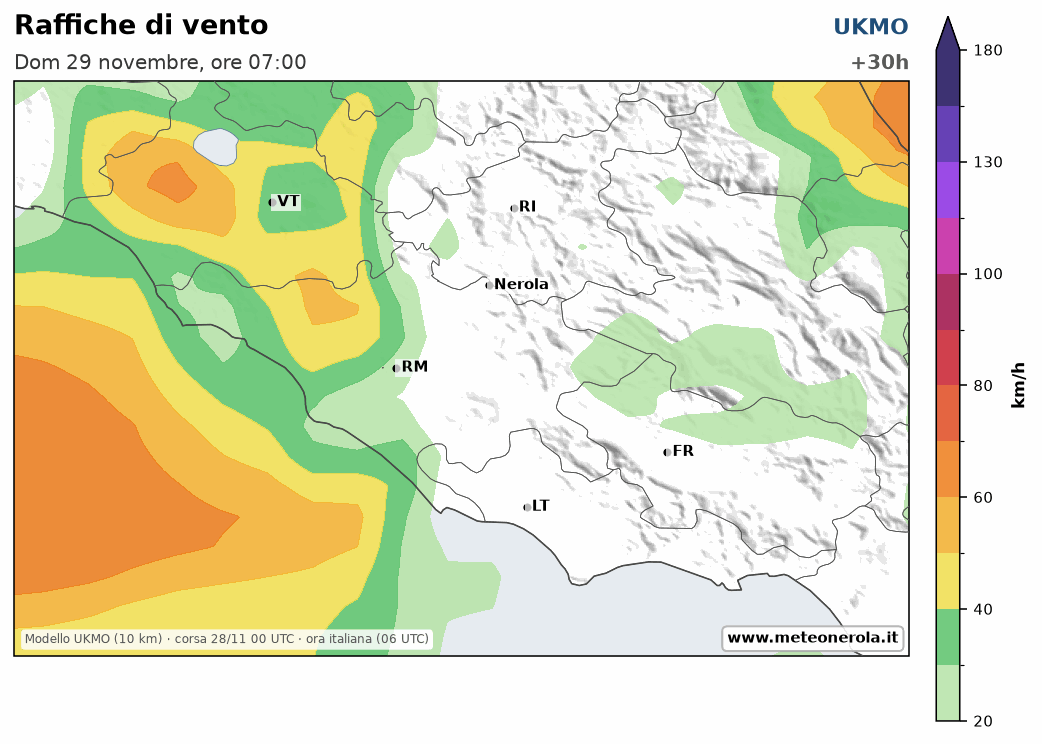 Raffiche di vento
UKMO
Dom 29 novembre, ore 07:00
+30h
VT
RI
Nerola
RM
FR
LT
Modello UKMO (10 km) · corsa 28/11 00 UTC · ora italiana (06 UTC)
www.meteonerola.it
180
130
100
80
60
40
20
km/h